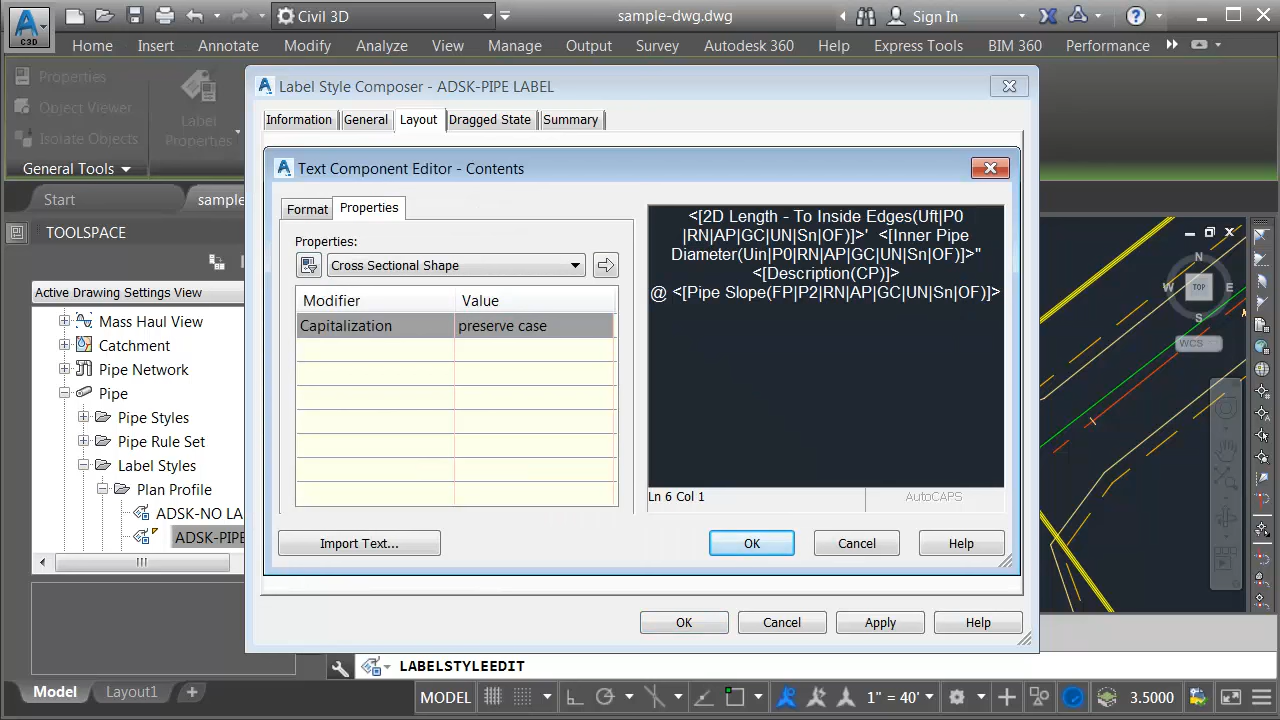 Civil 3D
sample-dwg.dwg
Sign In
C3D
Home
Insert
Annotate
Modify
Analyze
View
Manage
Output
Survey
Autodesk 360
Help
Express Tools
BIM 360
Performance
Properties
Object Viewer
Isolate Objects
Label
Properties
General Tools
Start
sample
Label Style Composer - ADSK-PIPE LABEL
Information
General
Layout
Dragged State
Summary
Text Component Editor - Contents
Format
Properties
Properties:
Cross Sectional Shape
Modifier
Value
Capitalization
preserve case
<[2D Length - To Inside Edges(Uft|P0
|RN|AP|GC|UN|Sn|OF)]>' <[Inner Pipe
Diameter(Uin|P0|RN|AP|GC|UN|Sn|OF)]>"
<[Description(CP)]>
@ <[Pipe Slope(FP|P2|RN|AP|GC|UN|Sn|OF)]>
Ln 6 Col 1
AutoCAPS
Import Text...
OK
Cancel
Help
OK
Cancel
Apply
Help
TOOLSPACE
Active Drawing Settings View
Mass Haul View
Catchment
Pipe Network
Pipe
Pipe Styles
Pipe Rule Set
Label Styles
Plan Profile
ADSK-NO LA
ADSK-PIPE
N
W
TOP
E
S
WCS
LABELSTYLEEDIT
Model
Layout1
MODEL
1" = 40'
3.5000